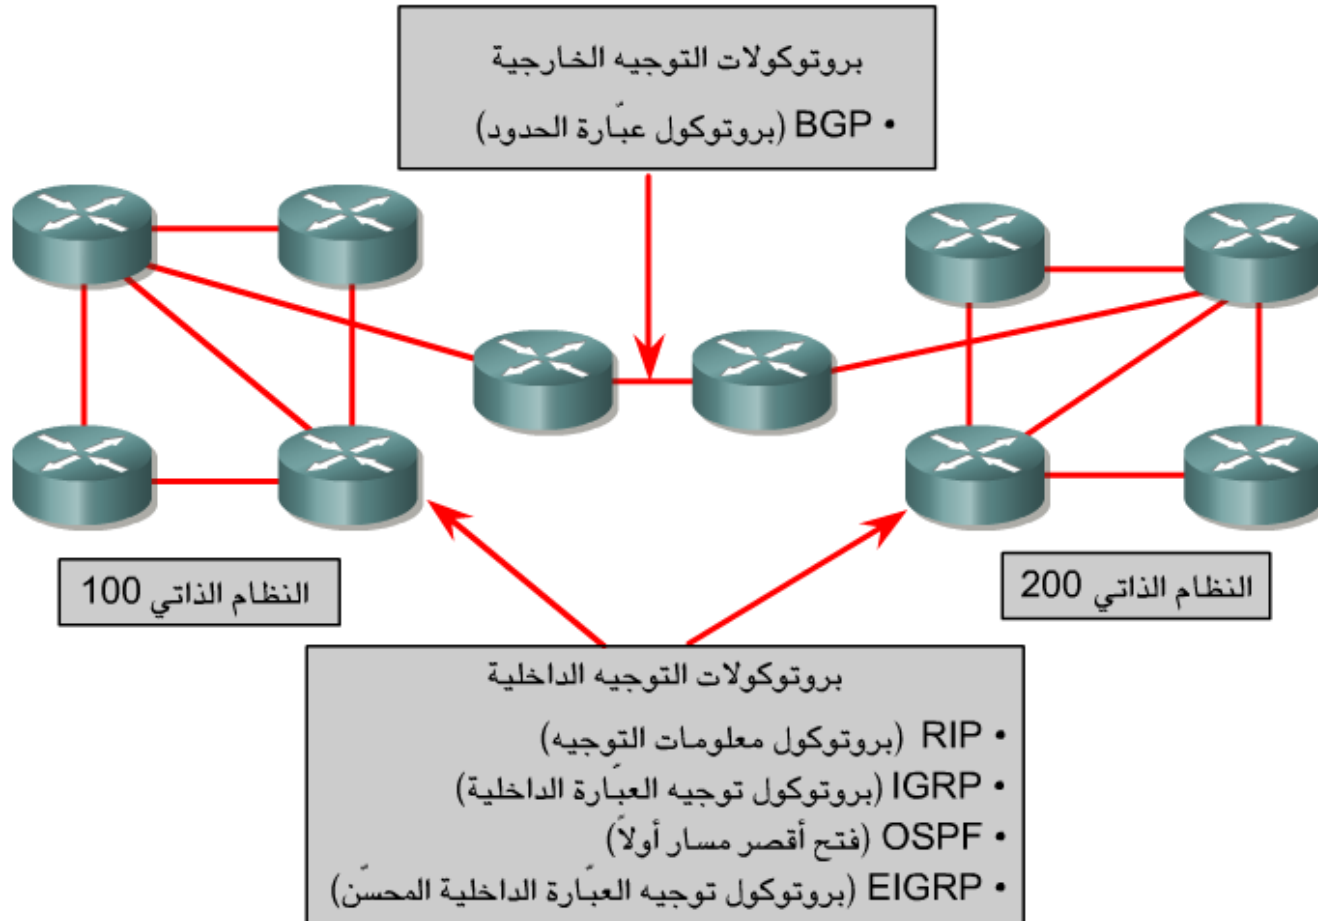 بروتوكولات التوجيه الخارجية
• BGP (بروتوكول عبّارة الحدود)
النظام الذاتي 100
النظام الذاتي 200
بروتوكولات التوجيه الداخلية
• RIP (بروتوكول معلومات التوجيه)
• IGRP (بروتوكول توجيه العبّارة الداخلية)
• OSPF (فتح أقصر مسار أولاً)
• EIGRP (بروتوكول توجيه العبّارة الداخلية المحسّن)